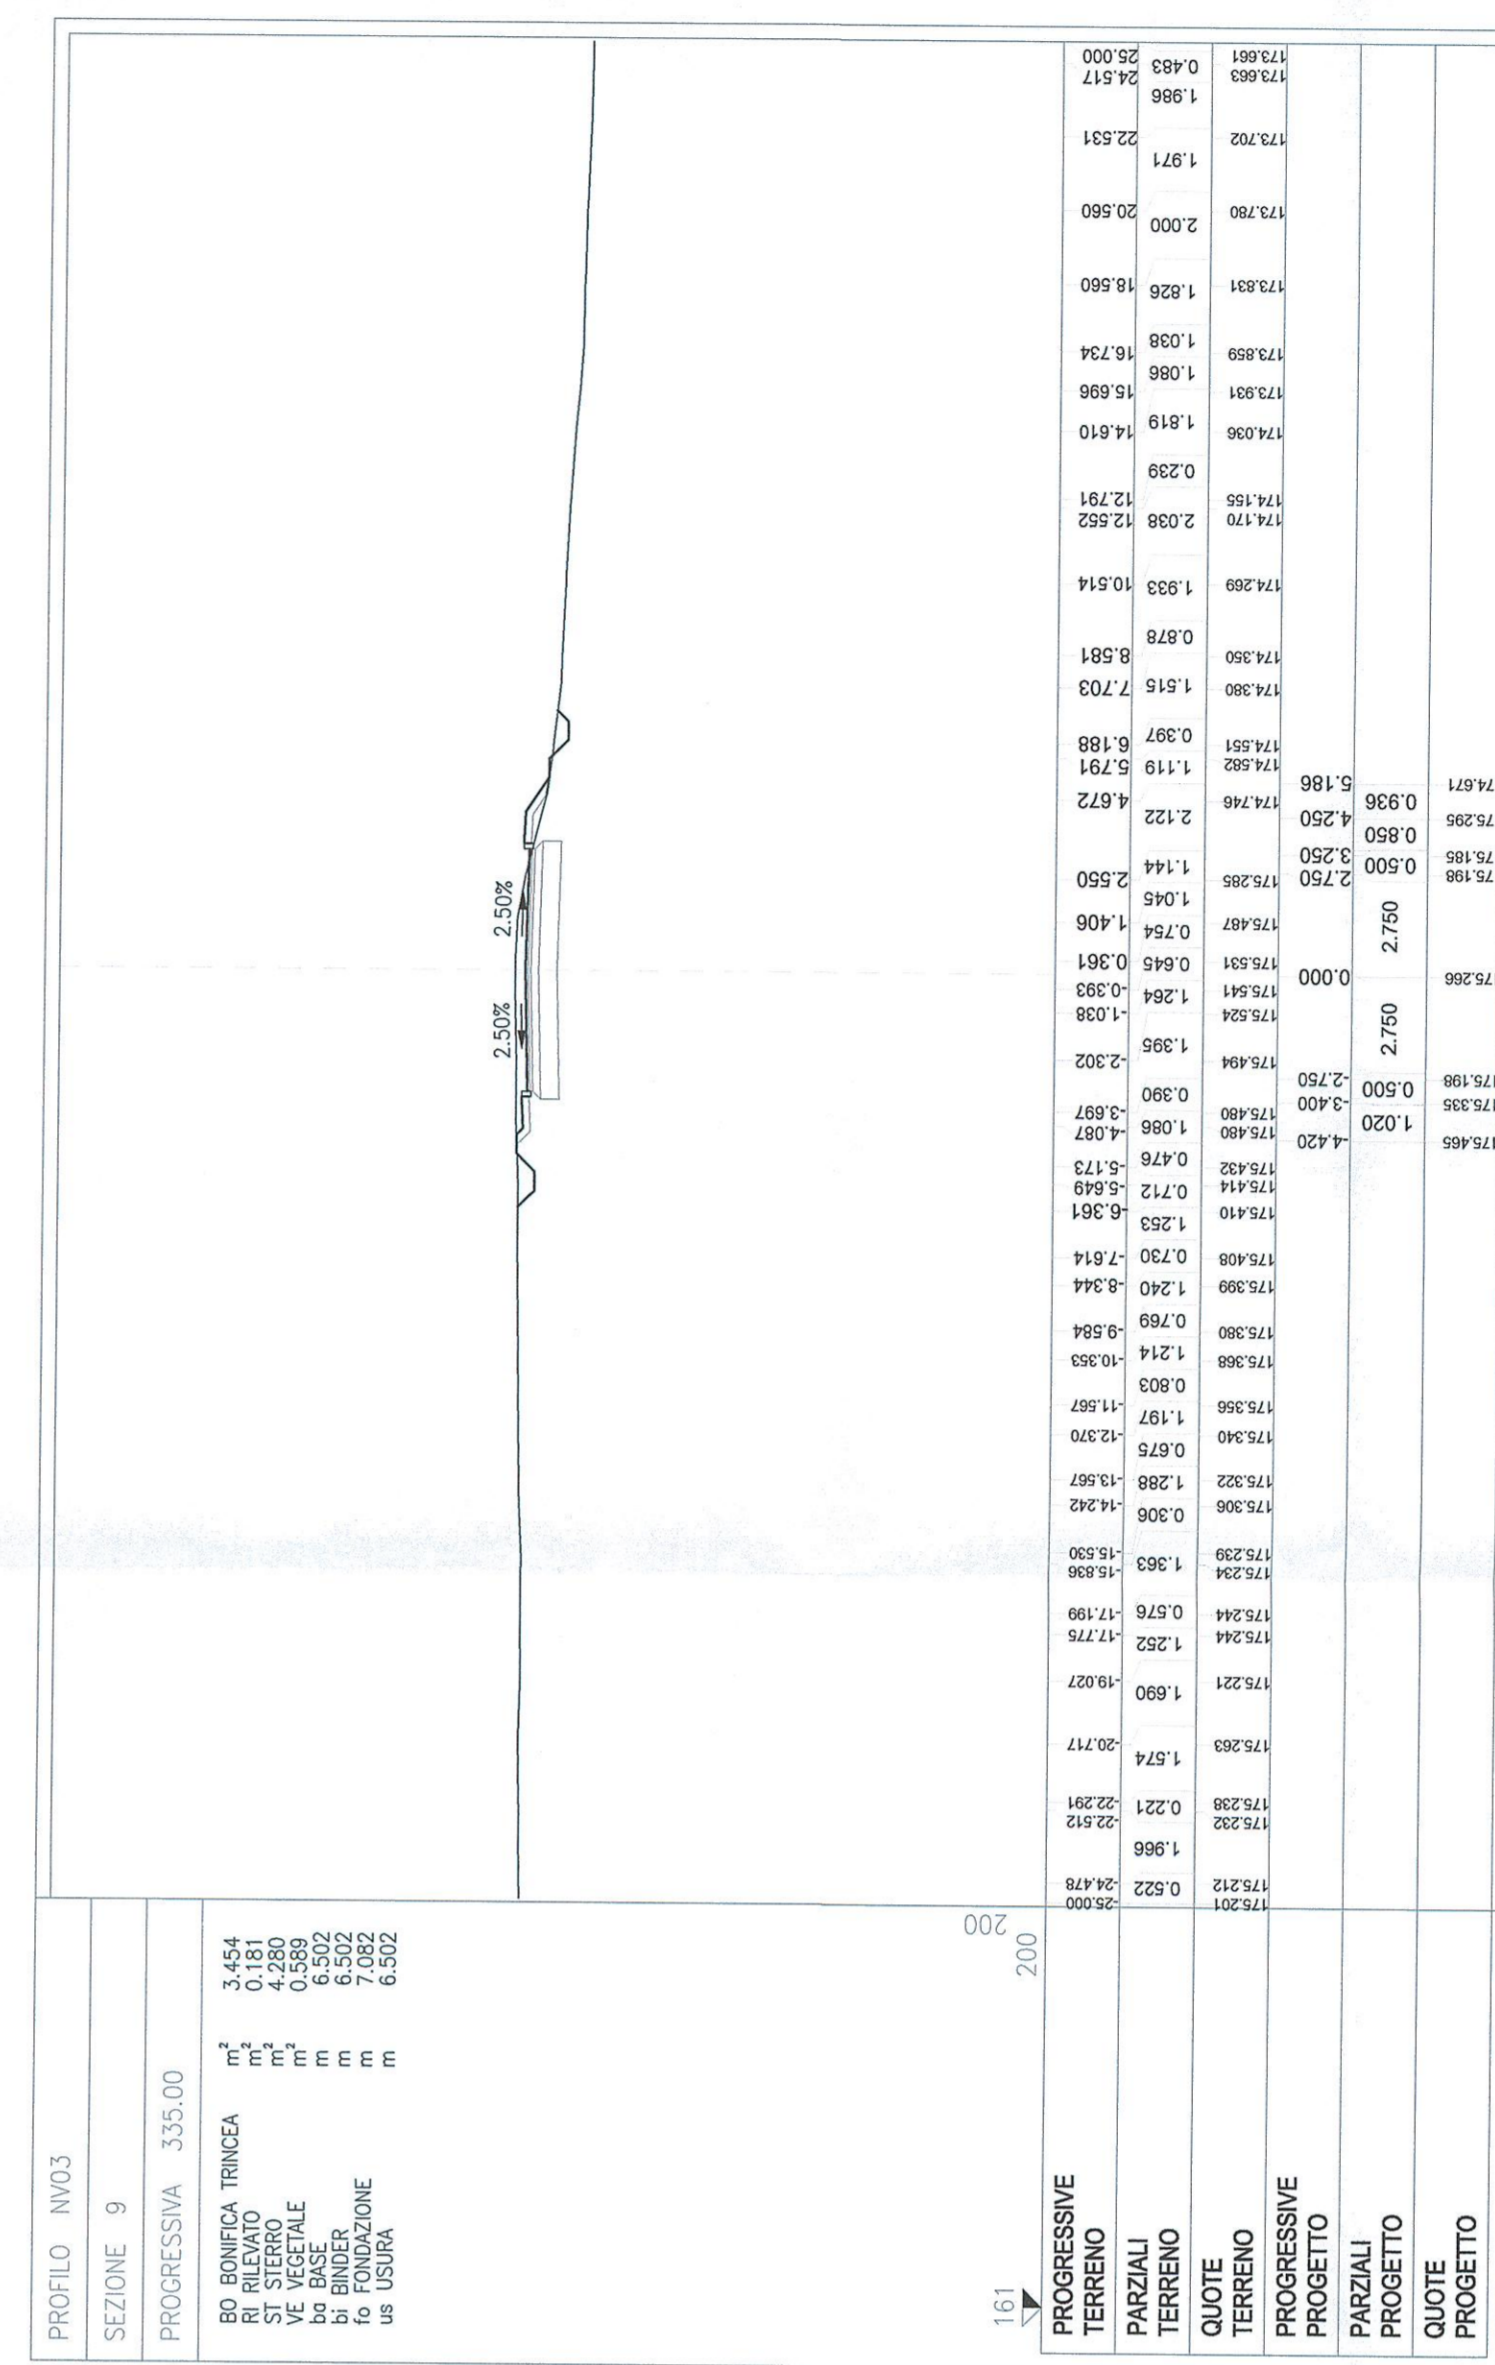 PROFILO NV03
SEZIONE 9
PROGRESSIVA 335.00
BO BONIFICA TRINCEA m² 3.454
RI RILEVATO m² 0.181
ST STERRO m² 4.280
VE VEGETALE m² 0.589
ba BASE m 6.502
bi BINDER m 6.502
fo FONDAZIONE m 7.082
us USURA m 6.502
2.50% 2.50%
200
200
161
PROGRESSIVE TERRENO -25.000 -24.478 -22.512 -22.291 -20.717 -19.027 -17.775 -17.199 -15.836 -15.530 -14.242 -13.567 -12.370 -11.567 -10.353 -9.584 -8.344 -7.614 -6.361 -5.649 -5.173 -4.087 -3.697 -2.302 -1.038 -0.393 0.361 1.406 2.550 4.672 5.791 6.188 7.703 8.581 10.514 12.552 12.791 14.610 15.696 16.734 18.560 20.560 22.531 24.517 25.000
PARZIALI TERRENO 0.522 1.966 0.221 1.574 1.690 1.252 0.576 1.363 0.306 1.288 0.675 1.197 0.803 1.214 0.769 1.240 0.730 1.253 0.712 0.476 1.086 0.390 1.395 1.264 0.645 0.754 1.045 1.144 2.122 1.119 0.397 1.515 0.878 1.933 2.038 0.239 1.819 1.086 1.038 1.826 2.000 1.971 1.986 0.483
QUOTE TERRENO 175.201 175.212 175.232 175.238 175.263 175.221 175.244 175.244 175.234 175.239 175.306 175.322 175.340 175.356 175.368 175.380 175.399 175.408 175.410 175.414 175.432 175.480 175.480 175.494 175.524 175.541 175.531 175.487 175.285 174.746 174.582 174.551 174.380 174.350 174.269 174.170 174.155 174.036 173.931 173.859 173.831 173.780 173.702 173.663 173.661
PROGRESSIVE PROGETTO -4.420 -3.400 -2.750 0.000 2.750 3.250 4.250 5.186
PARZIALI PROGETTO 1.020 0.500 2.750 2.750 0.500 0.850 0.936
QUOTE PROGETTO 175.465 175.335 175.198 175.266 75.198 75.185 75.295 74.671